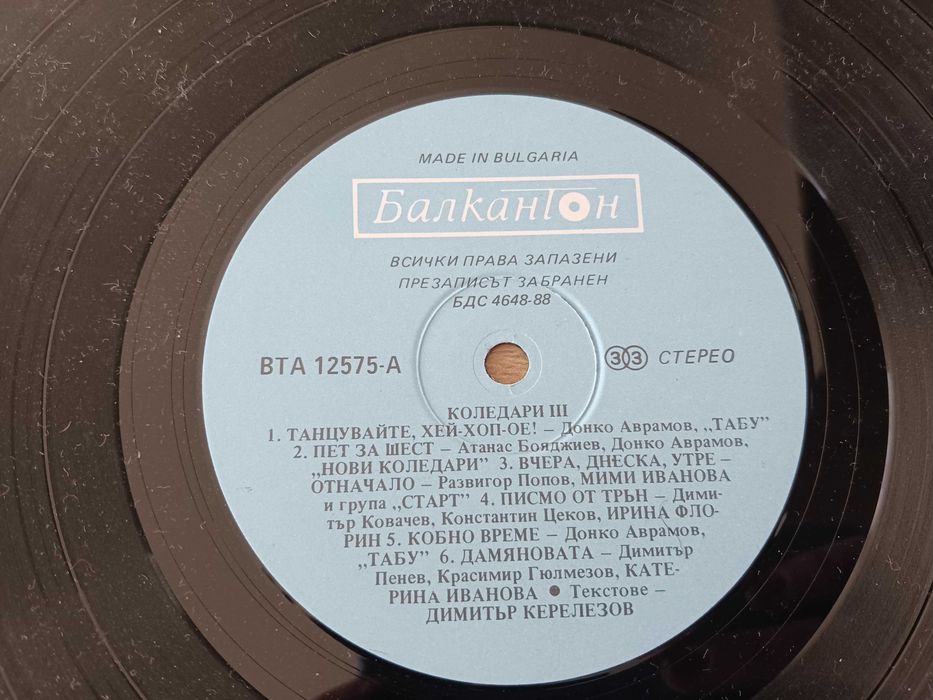 MADE IN BULGARIA
БалканТон
ВСИЧКИ ПРАВА ЗАПАЗЕНИ
ПРЕЗАПИСЪТ ЗАБРАНЕН
БДС 4648-88
ВТА 12575-А
33 СТЕРЕО
КОЛЕДАРИ III
1. ТАНЦУВАЙТЕ, ХЕЙ-ХОП-ОЕ! – Донко Аврамов, „ТАБУ”
2. ПЕТ ЗА ШЕСТ – Атанас Бояджиев, Донко Аврамов,
„НОВИ КОЛЕДАРИ” 3. ВЧЕРА, ДНЕСКА, УТРЕ –
ОТНАЧАЛО – Развигор Попов, МИМИ ИВАНОВА
и група „СТАРТ” 4. ПИСМО ОТ ТРЪН – Дими-
тър Ковачев, Константин Цеков, ИРИНА ФЛО-
РИН 5. КОБНО ВРЕМЕ – Донко Аврамов,
„ТАБУ” 6. ДАМЯНОВАТА – Димитър
Пенев, Красимир Гюлмезов, КАТЕ-
РИНА ИВАНОВА ● Текстове –
ДИМИТЪР КЕРЕЛЕЗОВ